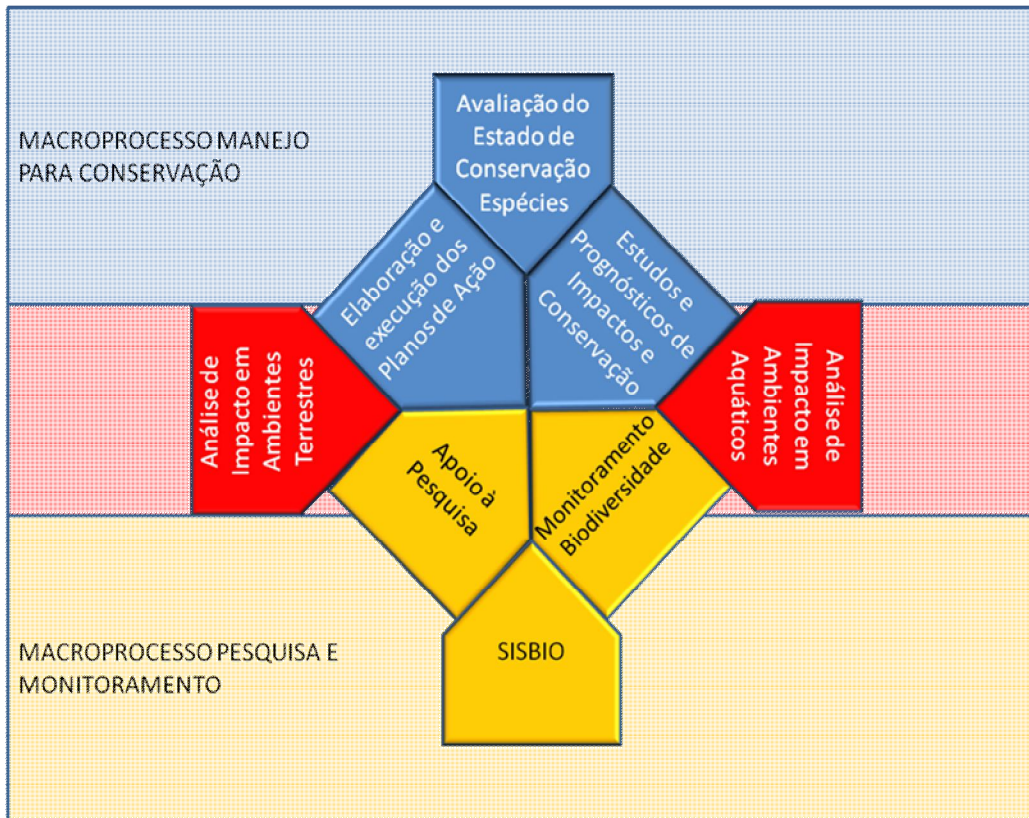 Avaliação do
Estado de
Conservação
Espécies
MACROPROCESSO MANEJO
PARA CONSERVAÇÃO
Elaboração e
execução dos
Planos de Ação
Estudos e
Prognósticos de
Impactos e
Conservação
Análise de
Impacto em
Ambientes
Terrestres
Análise de
Impacto em
Ambientes
Aquáticos
Apoio à
Pesquisa
Monitoramento
Biodiversidade
SISBIO
MACROPROCESSO PESQUISA E
MONITORAMENTO